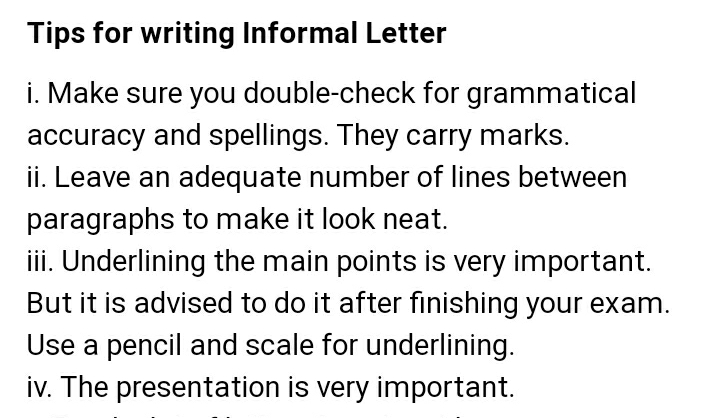 Tips for writing Informal Letter
i. Make sure you double-check for grammatical
accuracy and spellings. They carry marks.
ii. Leave an adequate number of lines between
paragraphs to make it look neat.
iii. Underlining the main points is very important.
But it is advised to do it after finishing your exam.
Use a pencil and scale for underlining.
iv. The presentation is very important.